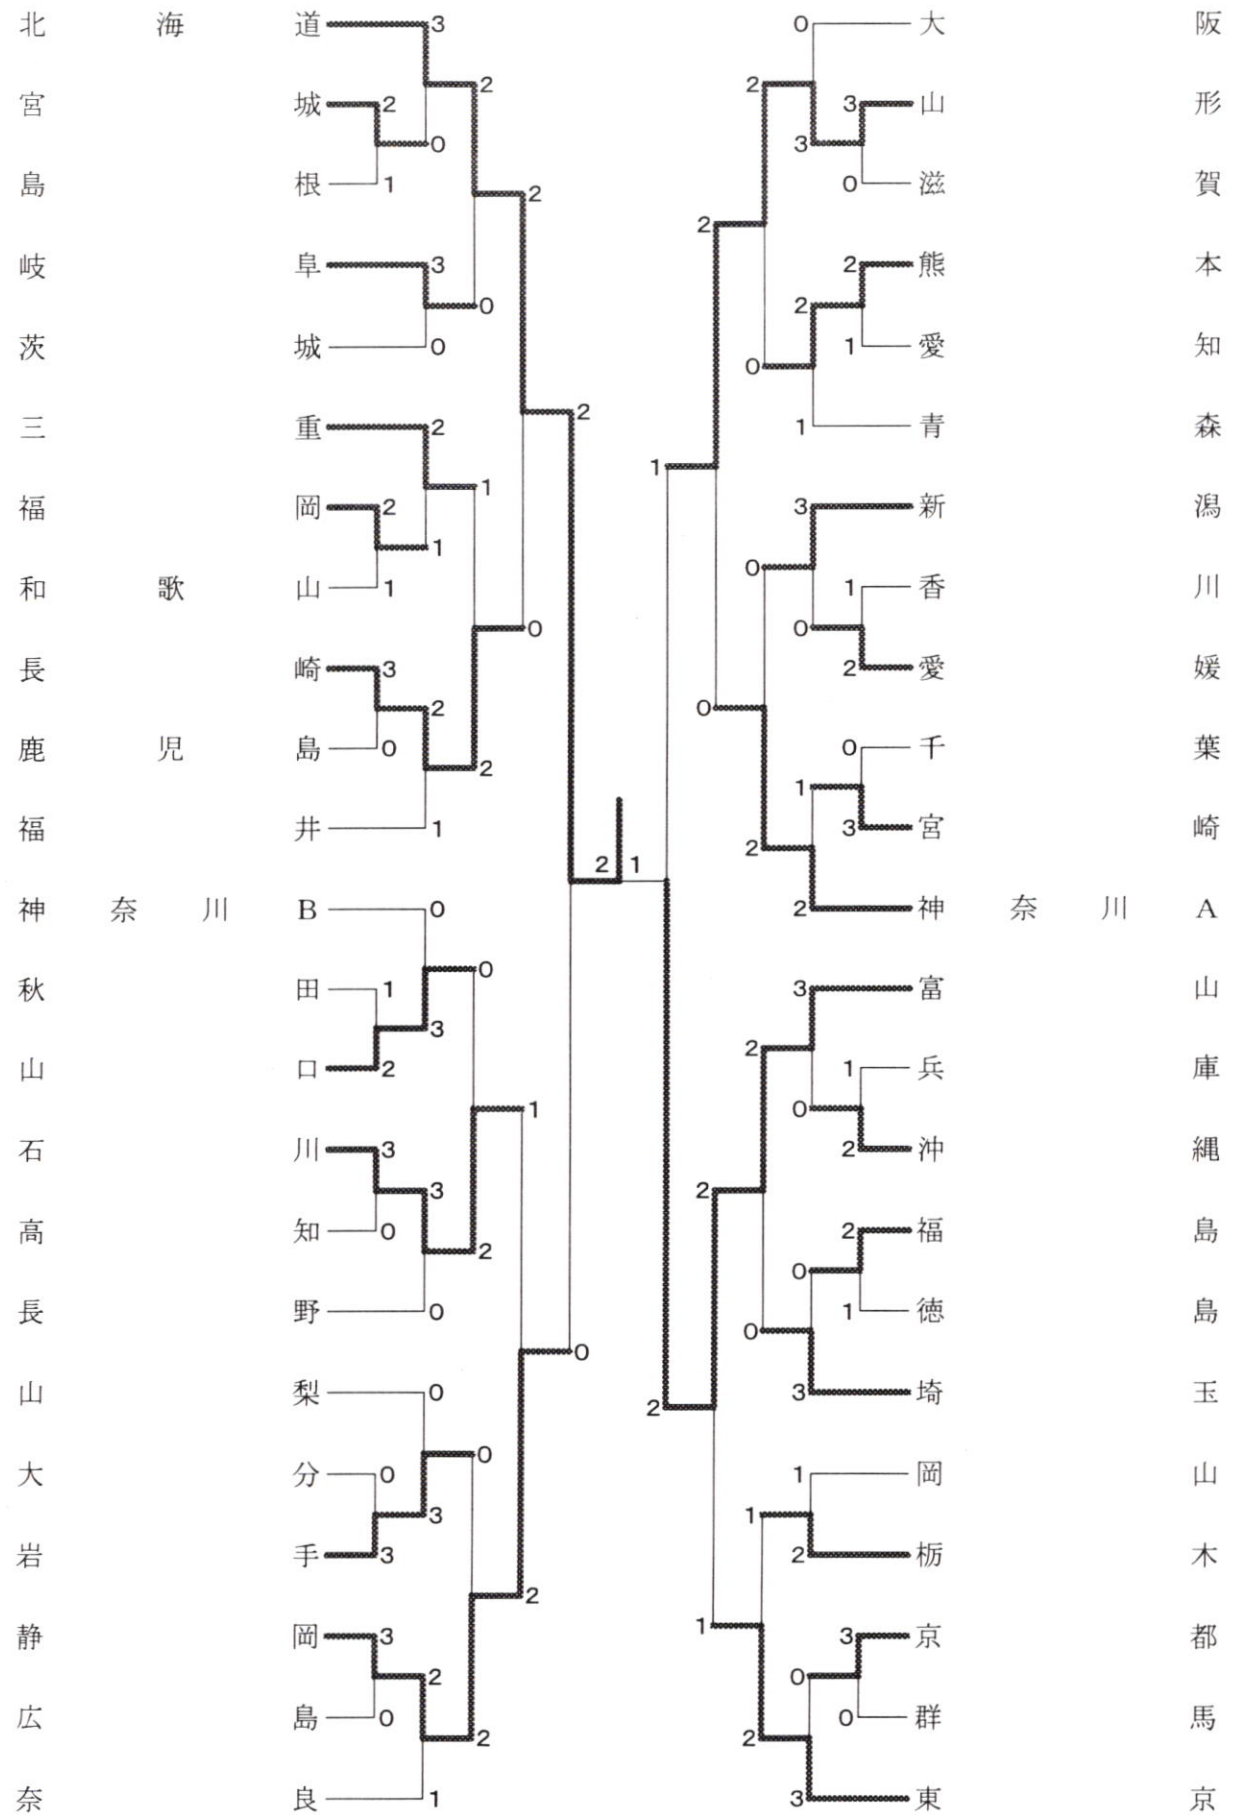 北海道 3
2
宮城 2
0
島根 1
2
岐阜 3
0
茨城 0
2
三重 2
1
福岡 2
1
和歌山 1
0
長崎 3
2
鹿児島 0
2
福井 1
2 1
神奈川B 0
0
秋田 1
3
山口 2
1
石川 3
3
高知 0
2
長野 0
0
山梨 0
0
大分 0
3
岩手 3
2
静岡 3
2
広島 0
2
奈良 1
0 大阪
2
3 山形
3
0 滋賀
2
2 熊本
2
1 愛知
0
1 青森
1
3 新潟
0
1 香川
0
2 愛媛
0
0 千葉
1
3 宮崎
2
2 神奈川A
3 富山
2
1 兵庫
0
2 沖縄
2
2 福島
0
1 徳島
0
3 埼玉
2
1 岡山
1
2 栃木
1
3 京都
0
0 群馬
2
3 東京